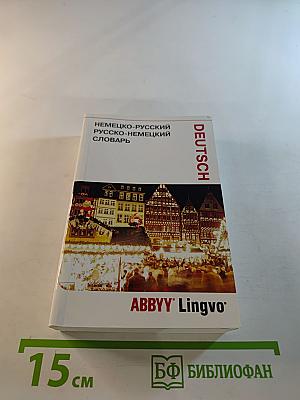 НЕМЕЦКО-РУССКИЙ
РУССКО-НЕМЕЦКИЙ
СЛОВАРЬ
DEUTSCH
ABBYY® Lingvo®
15 см
БФ БИБЛИОФАН